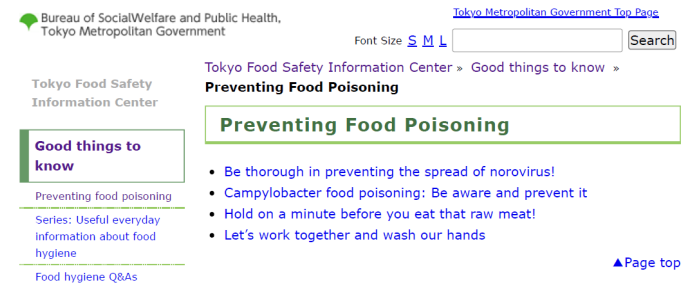 Bureau of SocialWelfare and Public Health,
Tokyo Metropolitan Government
Tokyo Metropolitan Government Top Page
Font Size S M L Search
Tokyo Food Safety
Information Center
Good things to
know
Preventing food poisoning
Series: Useful everyday
information about food
hygiene
Food hygiene Q&As
Tokyo Food Safety Information Center » Good things to know »
Preventing Food Poisoning
Preventing Food Poisoning
• Be thorough in preventing the spread of norovirus!
• Campylobacter food poisoning: Be aware and prevent it
• Hold on a minute before you eat that raw meat!
• Let’s work together and wash our hands
▲Page top